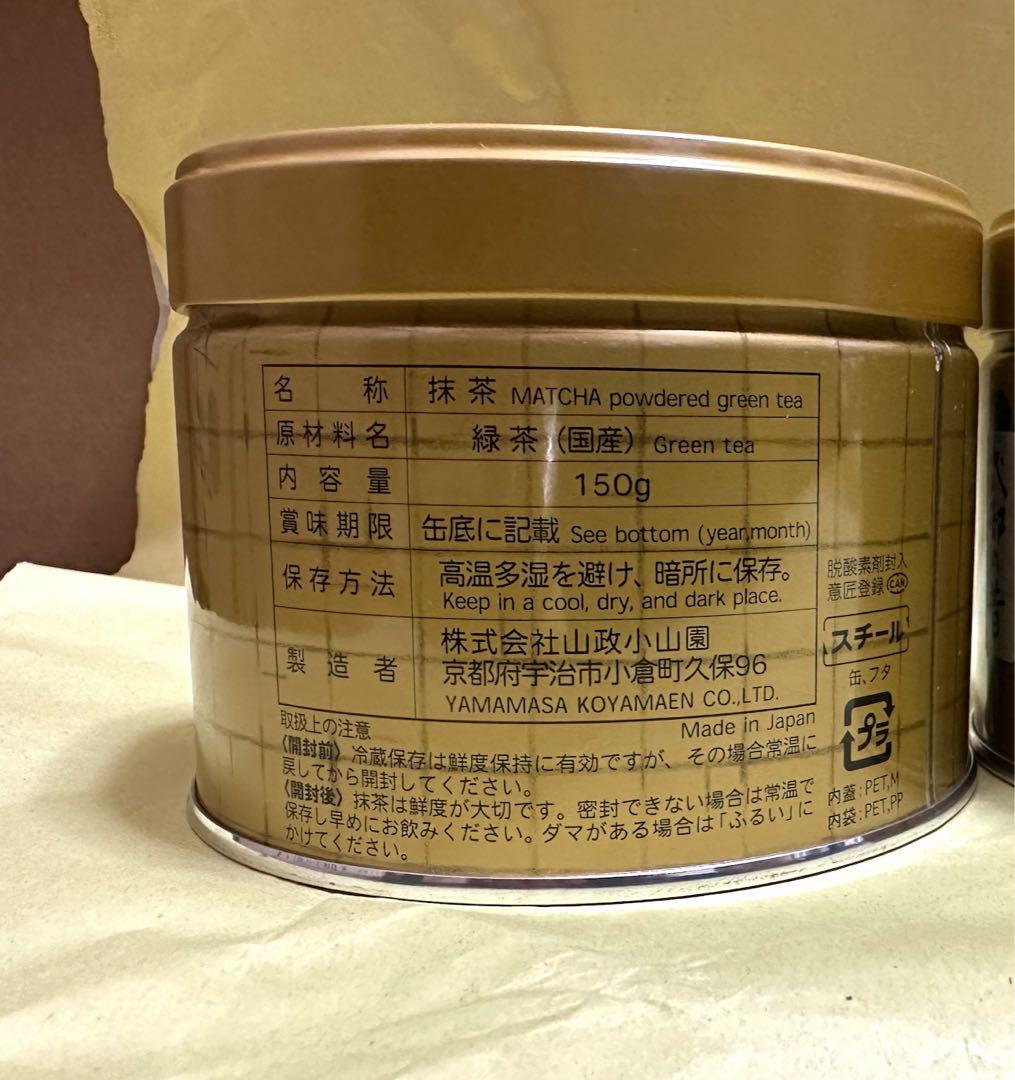 名称 抹茶 MATCHA powdered green tea
原材料名 緑茶（国産） Green tea
内容量 150g
賞味期限 缶底に記載 See bottom (year,month)
保存方法 高温多湿を避け、暗所に保存。
Keep in a cool, dry, and dark place.
製造者 株式会社山政小山園
京都府宇治市小倉町久保96
YAMAMASA KOYAMAEN CO.,LTD.
Made in Japan
取扱上の注意
〈開封前〉冷蔵保存は鮮度保持に有効ですが、その場合常温に
戻してから開封してください。
〈開封後〉抹茶は鮮度が大切です。密封できない場合は常温で
保存し早めにお飲みください。ダマがある場合は「ふるい」に
かけてください。
脱酸素剤封入
意匠登録 CAN
スチール
缶、フタ
プラ
内蓋：PET,M
内袋：PET,PP